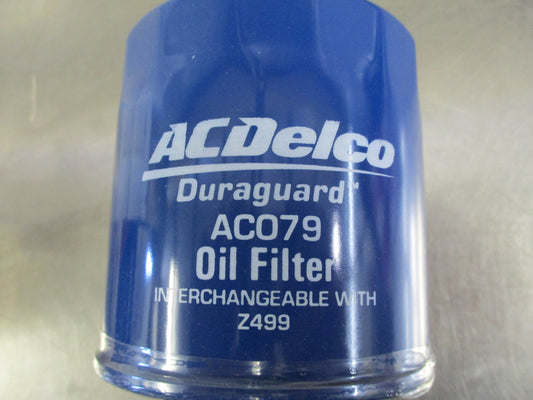 ACDelco
Duraguard™
ACO79
Oil Filter
INTERCHANGEABLE WITH
Z499